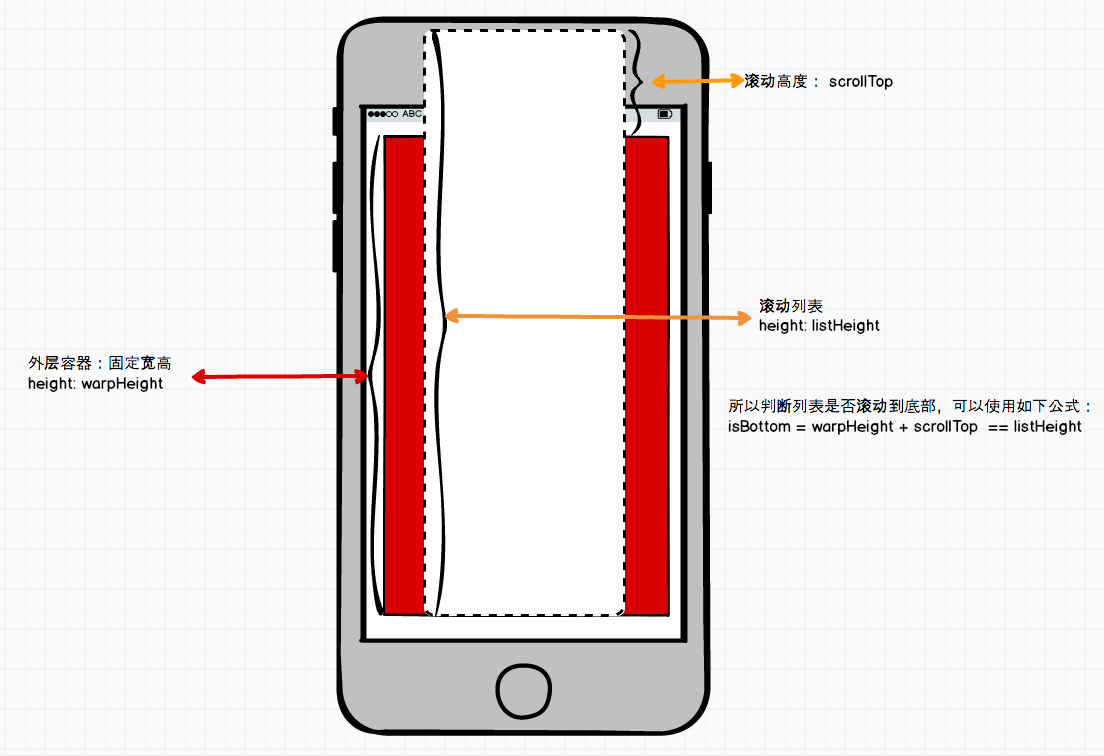 滚动高度： scrollTop
●●●○○ ABC
滚动列表
height: listHeight
外层容器：固定宽高
height: warpHeight
所以判断列表是否滚动到底部，可以使用如下公式：
isBottom = warpHeight + scrollTop == listHeight